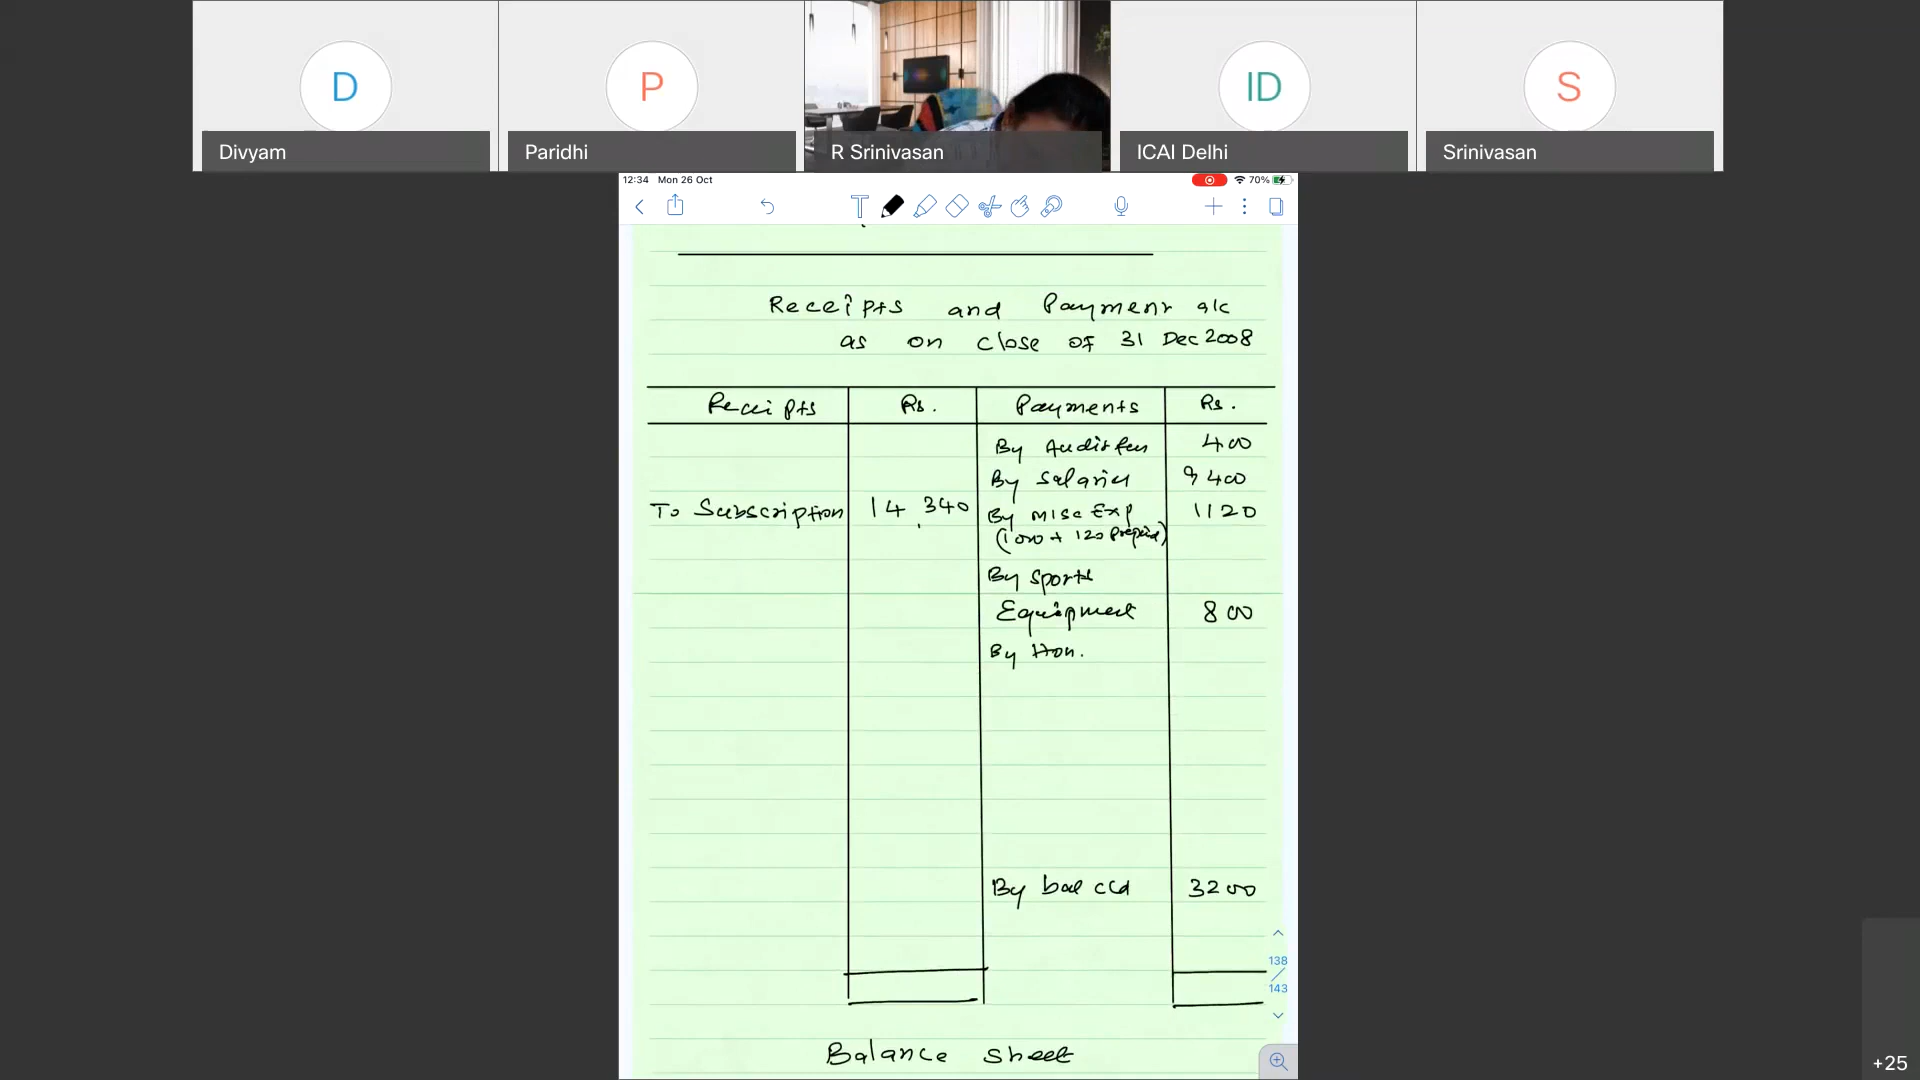 D
P
ID
S
Divyam
Paridhi
R Srinivasan
ICAI Delhi
Srinivasan
12:34 Mon 26 Oct
70%
T
Receipts and Payment a/c
as on close of 31 Dec 2008
Receipts Rs. Payments Rs.
By Audit fees 400
By Salaries 9400
To Subscription 14,340 By Misc Exp 1120
(1000 + 120 Prepaid)
By Sports
Equipment 800
By Hon.
By bal c/d 3200
138
143
Balance Sheet
+25